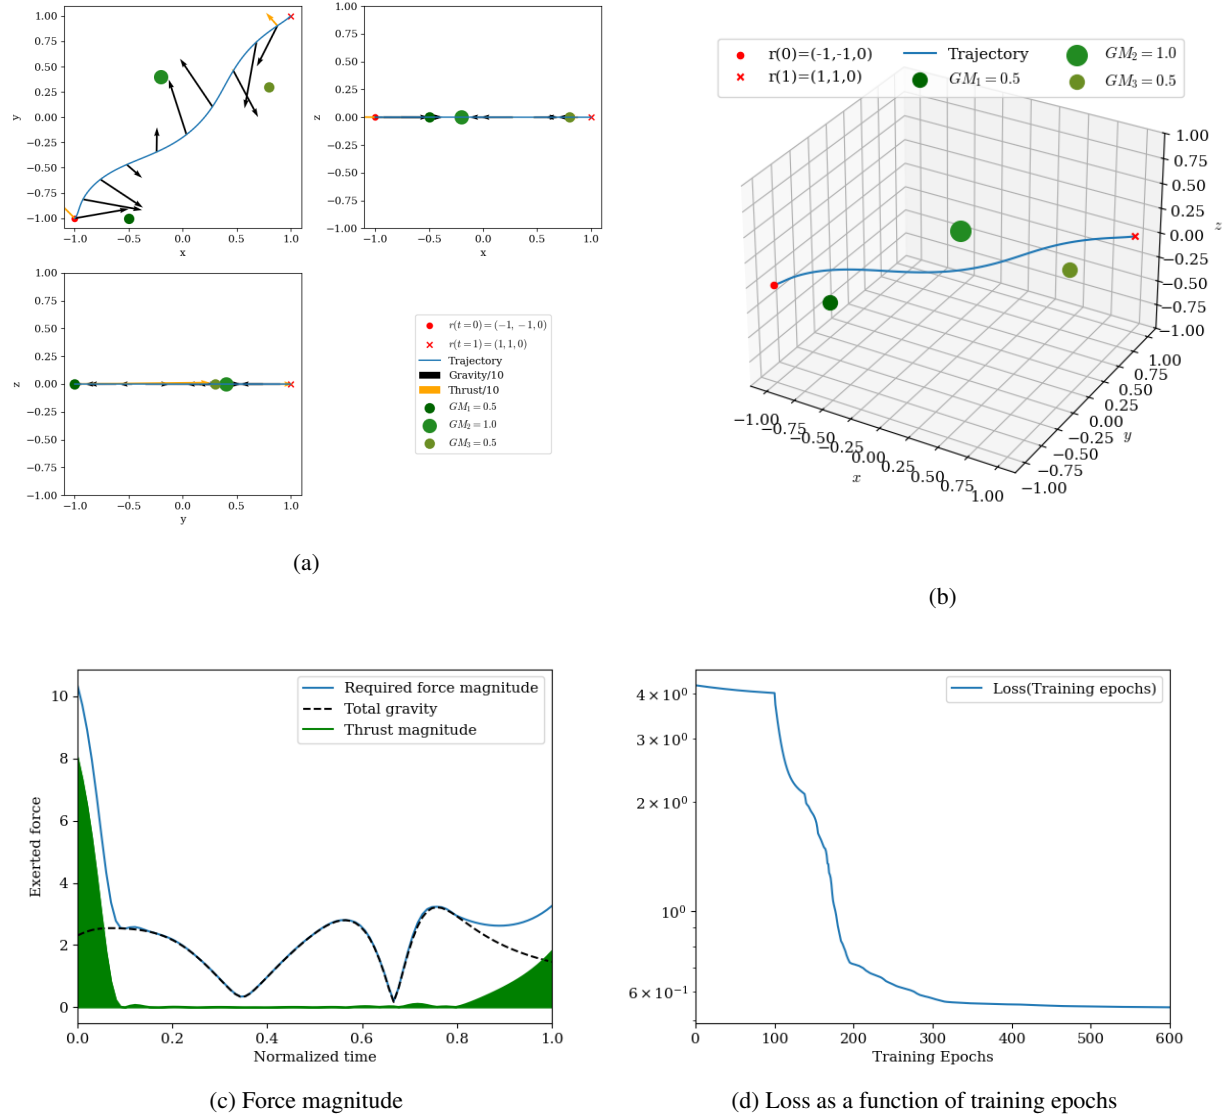 1.00
0.75
0.50
0.25
0.00
−0.25
−0.50
−0.75
−1.00
y
−1.0 −0.5 0.0 0.5 1.0
x
1.00
0.75
0.50
0.25
0.00
−0.25
−0.50
−0.75
−1.00
z
−1.0 −0.5 0.0 0.5 1.0
x
1.00
0.75
0.50
0.25
0.00
−0.25
−0.50
−0.75
−1.00
z
−1.0 −0.5 0.0 0.5 1.0
y
r(t = 0) = (−1, −1, 0)
r(t = 1) = (1, 1, 0)
Trajectory
Gravity/10
Thrust/10
GM₁ = 0.5
GM₂ = 1.0
GM₃ = 0.5
(a)
r(0)=(-1,-1,0)
r(1)=(1,1,0)
Trajectory
GM₁ = 0.5
GM₂ = 1.0
GM₃ = 0.5
1.00
0.75
0.50
0.25
0.00
−0.25
−0.50
−0.75
−1.00
z
1.00
0.75
0.50
0.25
0.00
−0.25
−0.50
−0.75
−1.00
y
−1.00
−0.75
−0.50
−0.25
0.00
0.25
0.50
0.75
1.00
x
(b)
10
8
6
4
2
0
Exerted force
Required force magnitude
Total gravity
Thrust magnitude
0.0 0.2 0.4 0.6 0.8 1.0
Normalized time
(c) Force magnitude
4 × 10⁰
3 × 10⁰
2 × 10⁰
10⁰
6 × 10⁻¹
Loss(Training epochs)
0 100 200 300 400 500 600
Training Epochs
(d) Loss as a function of training epochs